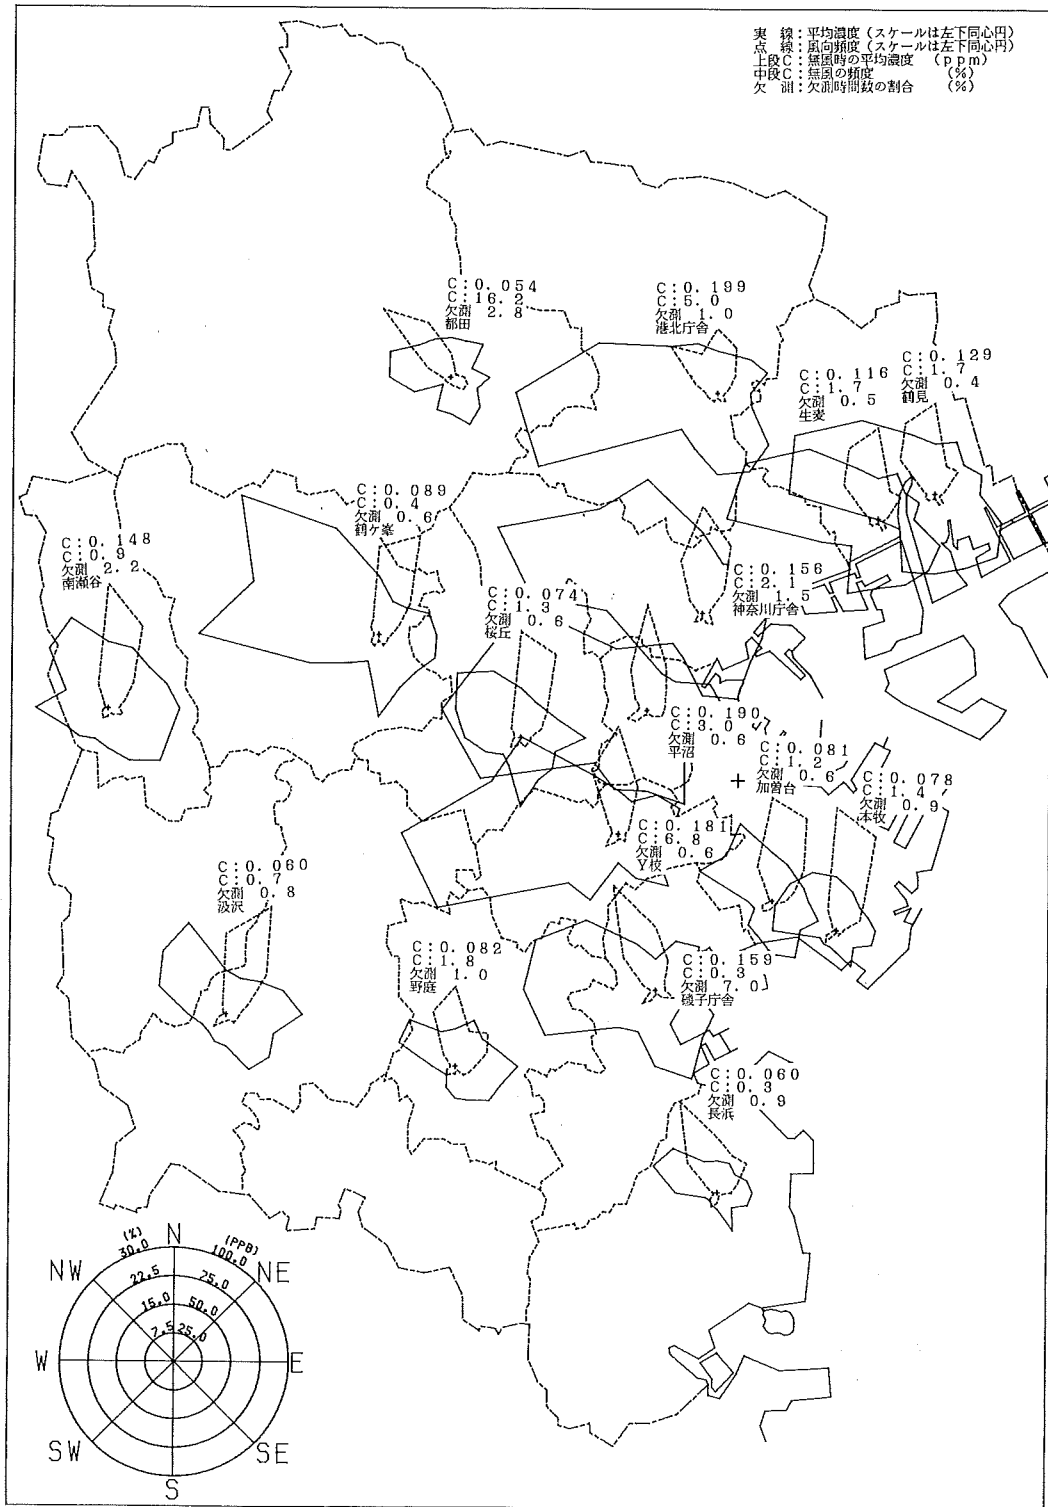 実　線：平均濃度（スケールは左下同心円）
点　線：風向頻度（スケールは左下同心円）
上段C：無風時の平均濃度　（ppm）
中段C：無風の頻度　（%）
欠　測：欠測時間数の割合　（%）
C：0.054
C：16.2
欠測　2.8
都田
C：0.199
C：5.0
欠測　1.0
港北庁舎
C：0.129
C：1.7
欠測　0.4
鶴見
C：0.116
C：1.7
欠測　0.5
生麦
C：0.089
C：0.4
欠測　0.6
鶴ケ峯
C：0.148
C：0.9
欠測　2.2
南瀬谷
C：0.156
C：2.1
欠測　1.5
神奈川庁舎
C：0.074
C：1.3
欠測　0.6
桜丘
C：0.190
C：3.0
欠測　0.6
平沼
C：0.081
C：1.2
欠測　0.6
加曽台
C：0.078
C：1.4
欠測　0.9
本牧
C：0.181
C：6.8
欠測　0.6
Y校
C：0.060
C：0.7
欠測　0.8
汲沢
C：0.082
C：1.8
欠測　1.0
野庭
C：0.159
C：0.3
欠測　7.0
磯子庁舎
C：0.060
C：0.3
欠測　0.9
長浜
(%)
(PPB)
N
30.0
100.0
NW
NE
22.5
75.0
15.0
50.0
7.5
25.0
W
E
SW
SE
S